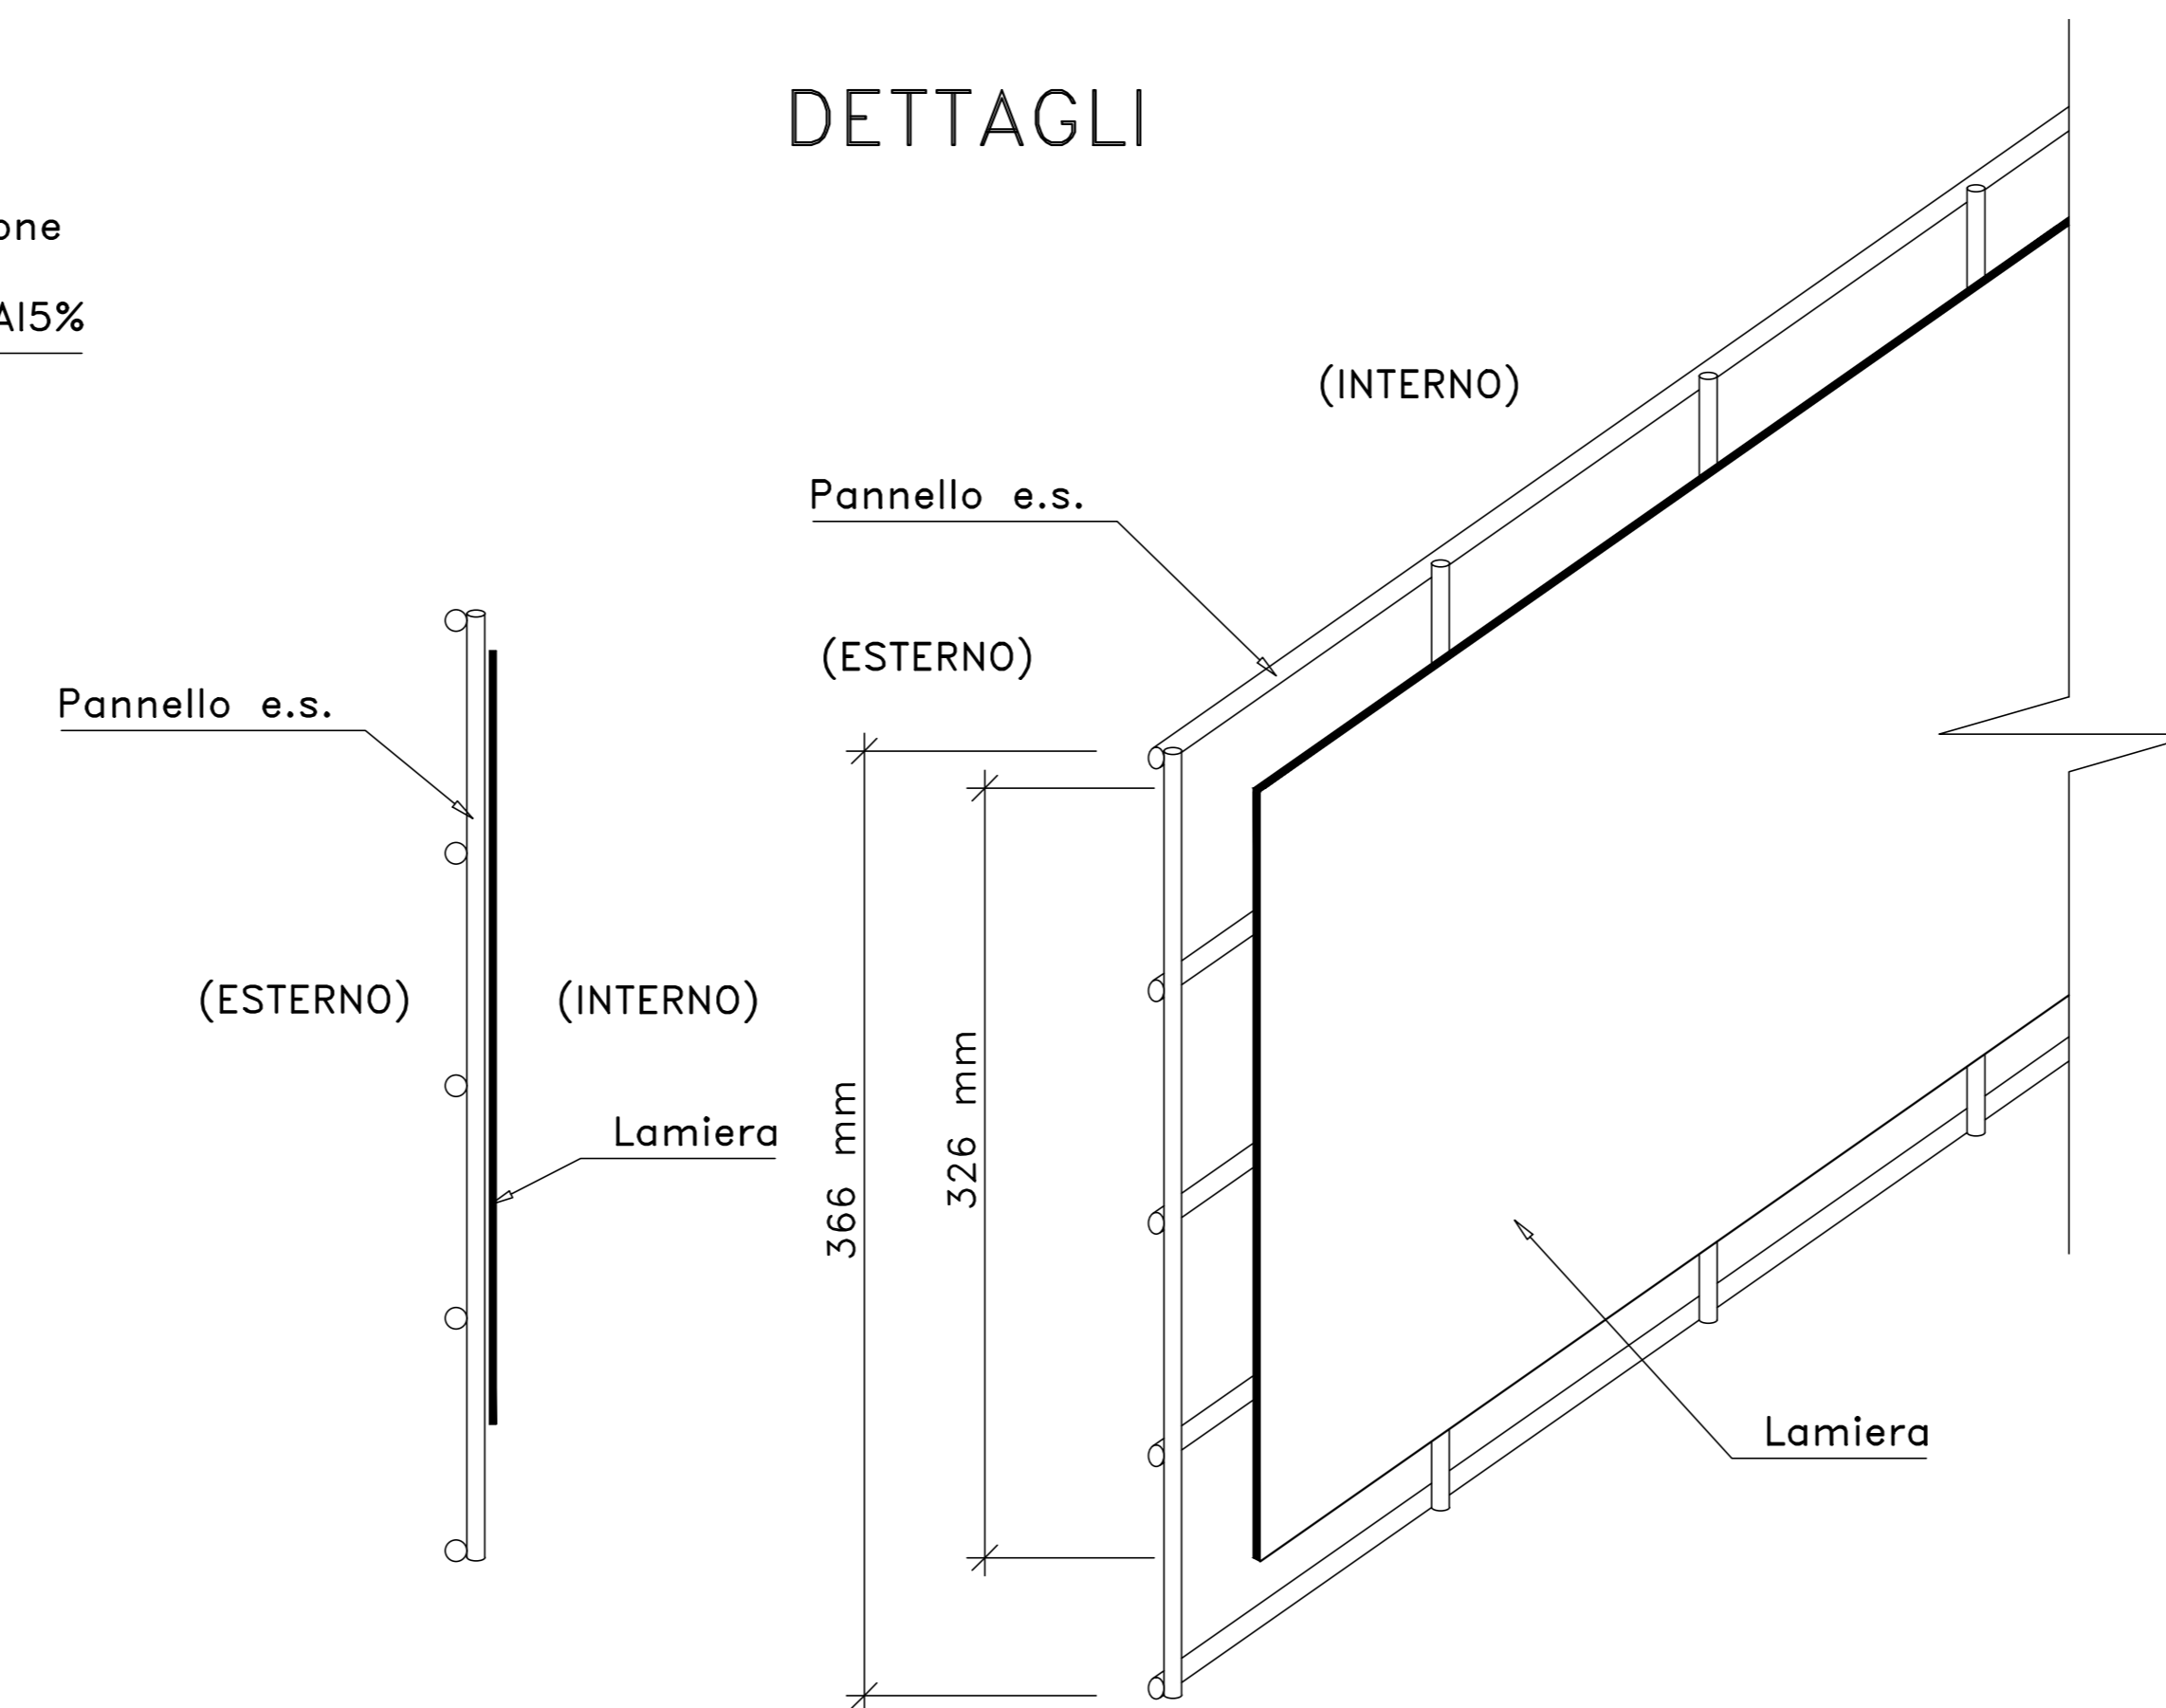 DETTAGLI
one
Al5%
(INTERNO)
Pannello e.s.
(ESTERNO)
Pannello e.s.
(ESTERNO)
(INTERNO)
Lamiera
366 mm
326 mm
Lamiera